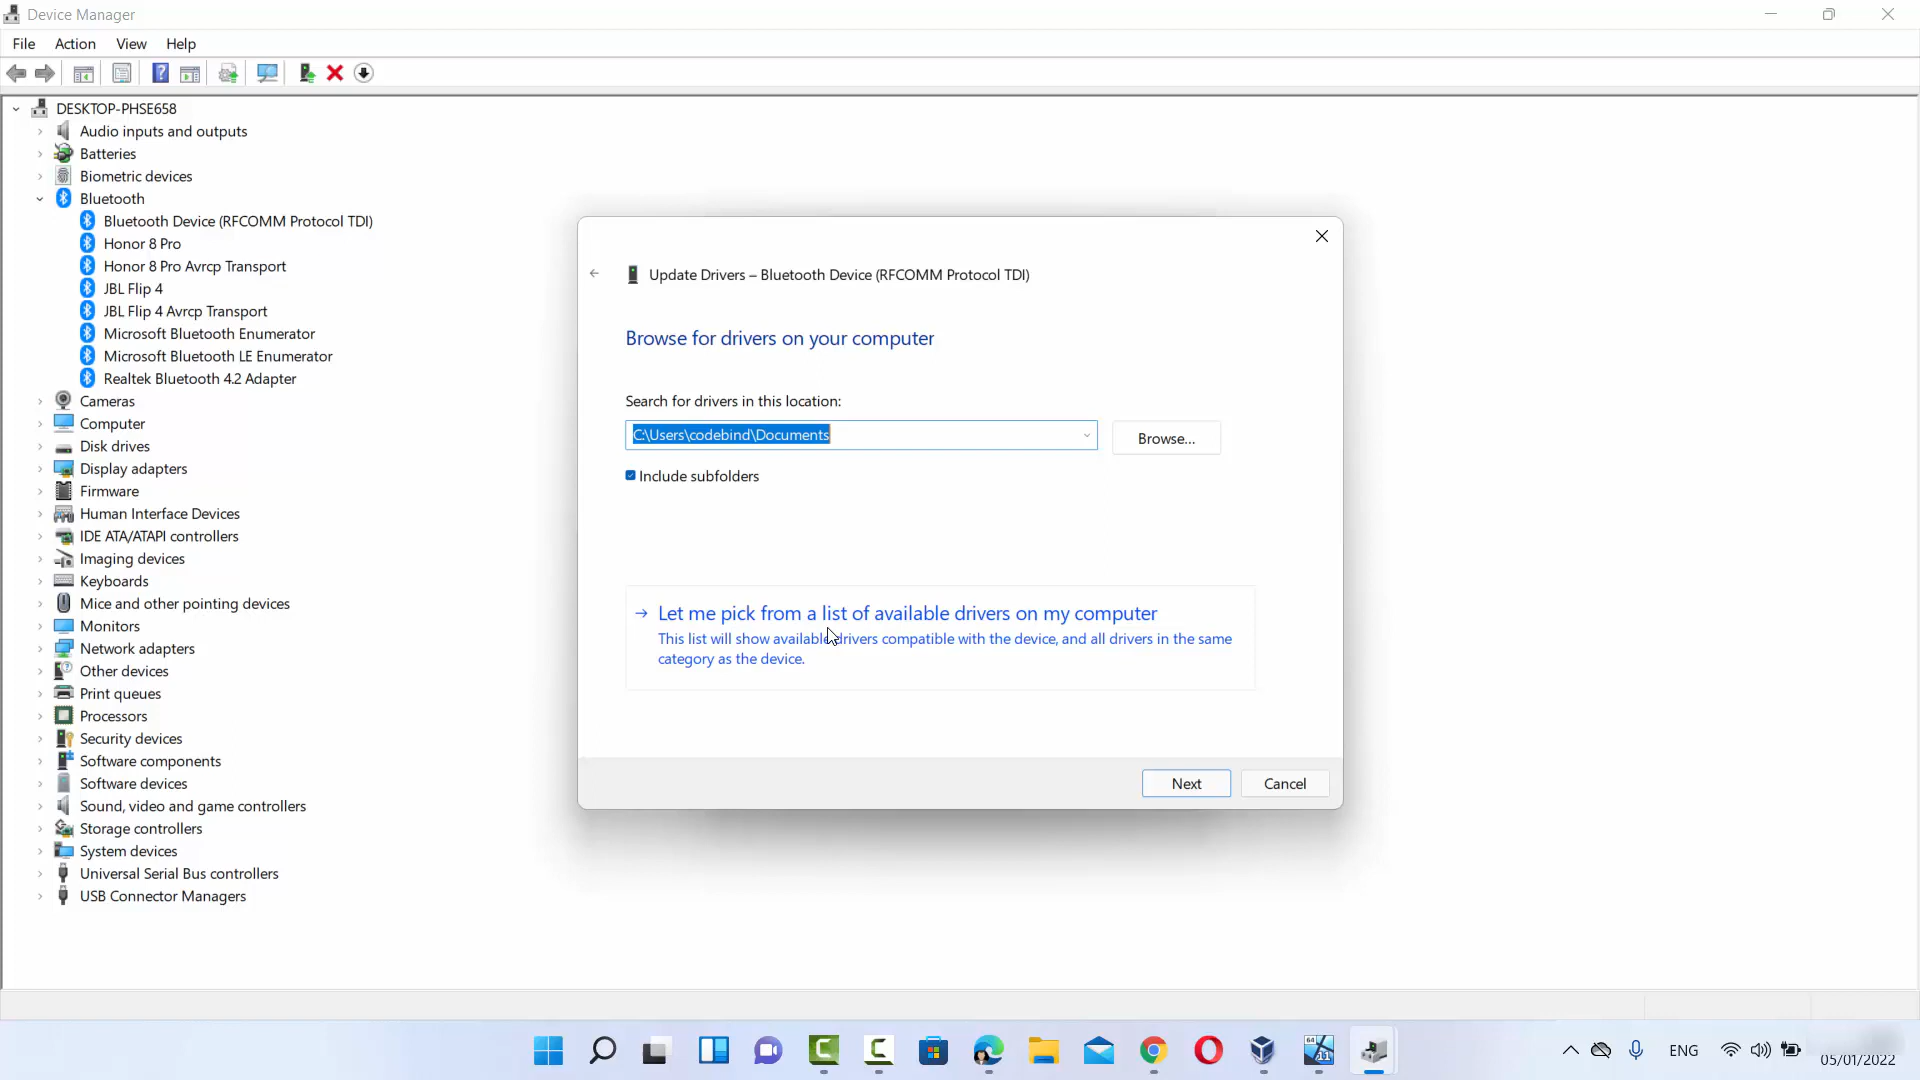 Device Manager
File Action View Help
DESKTOP-PHSE658
Audio inputs and outputs
Batteries
Biometric devices
Bluetooth
Bluetooth Device (RFCOMM Protocol TDI)
Honor 8 Pro
Honor 8 Pro Avrcp Transport
JBL Flip 4
JBL Flip 4 Avrcp Transport
Microsoft Bluetooth Enumerator
Microsoft Bluetooth LE Enumerator
Realtek Bluetooth 4.2 Adapter
Cameras
Computer
Disk drives
Display adapters
Firmware
Human Interface Devices
IDE ATA/ATAPI controllers
Imaging devices
Keyboards
Mice and other pointing devices
Monitors
Network adapters
Other devices
Print queues
Processors
Security devices
Software components
Software devices
Sound, video and game controllers
Storage controllers
System devices
Universal Serial Bus controllers
USB Connector Managers
Update Drivers – Bluetooth Device (RFCOMM Protocol TDI)
Browse for drivers on your computer
Search for drivers in this location:
C:\Users\codebind\Documents
Browse...
Include subfolders
Let me pick from a list of available drivers on my computer
This list will show available drivers compatible with the device, and all drivers in the same
category as the device.
Next Cancel
64
11
ENG
05/01/2022